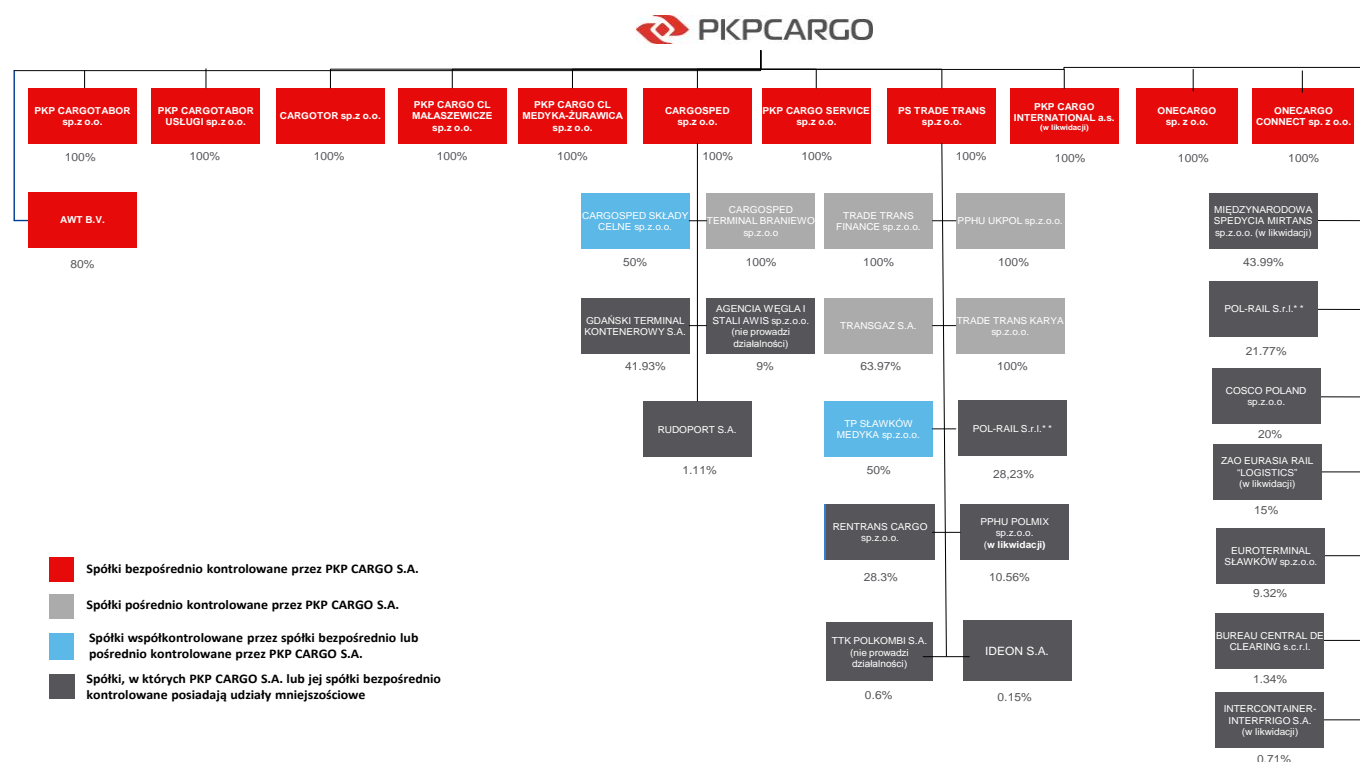 PKPCARGO
PKP CARGOTABOR
sp.z o.o.
100%
PKP CARGOTABOR
USŁUGI sp.z o.o.
100%
CARGOTOR sp.z o.o.
100%
PKP CARGO CL
MAŁASZEWICZE
sp.z o.o.
100%
PKP CARGO CL
MEDYKA-ŻURAWICA
sp.z o.o.
100%
CARGOSPED
sp.z o.o.
100%
PKP CARGO SERVICE
sp.z o.o.
100%
PS TRADE TRANS
sp.z o.o.
100%
PKP CARGO
INTERNATIONAL a.s.
(w likwidacji)
100%
ONECARGO
sp. z o.o.
100%
ONECARGO
CONNECT sp. z o.o.
100%
AWT B.V.
80%
CARGOSPED SKŁADY
CELNE sp.z.o.o.
50%
CARGOSPED
TERMINAL BRANIEWO
sp.z.o.o
100%
TRADE TRANS
FINANCE sp.z.o.o.
100%
PPHU UKPOL sp.z.o.o.
100%
MIĘDZYNARODOWA
SPEDYCIA MIRTANS
sp.z.o.o. (w likwidacji)
43.99%
GDAŃSKI TERMINAL
KONTENEROWY S.A.
41.93%
AGENCIA WĘGLA I
STALI AWIS sp.z.o.o.
(nie prowadzi
działalności)
9%
TRANSGAZ S.A.
63.97%
TRADE TRANS KARYA
sp.z.o.o.
100%
POL-RAIL S.r.l.* *
21.77%
RUDOPORT S.A.
1.11%
TP SŁAWKÓW
MEDYKA sp.z.o.o.
50%
POL-RAIL S.r.l.* *
28,23%
COSCO POLAND
sp.z.o.o.
20%
ZAO EURASIA RAIL
"LOGISTICS"
(w likwidacji)
15%
RENTRANS CARGO
sp.z.o.o.
28.3%
PPHU POLMIX
sp.z.o.o.
(w likwidacji)
10.56%
EUROTERMINAL
SŁAWKÓW sp.z.o.o.
9.32%
TTK POLKOMBI S.A.
(nie prowadzi
działalności)
0.6%
IDEON S.A.
0.15%
BUREAU CENTRAL DE
CLEARING s.c.r.l.
1.34%
INTERCONTAINER-
INTERFRIGO S.A.
(w likwidacji)
0.71%
Spółki bezpośrednio kontrolowane przez PKP CARGO S.A.
Spółki pośrednio kontrolowane przez PKP CARGO S.A.
Spółki współkontrolowane przez spółki bezpośrednio lub
pośrednio kontrolowane przez PKP CARGO S.A.
Spółki, w których PKP CARGO S.A. lub jej spółki bezpośrednio
kontrolowane posiadają udziały mniejszościowe